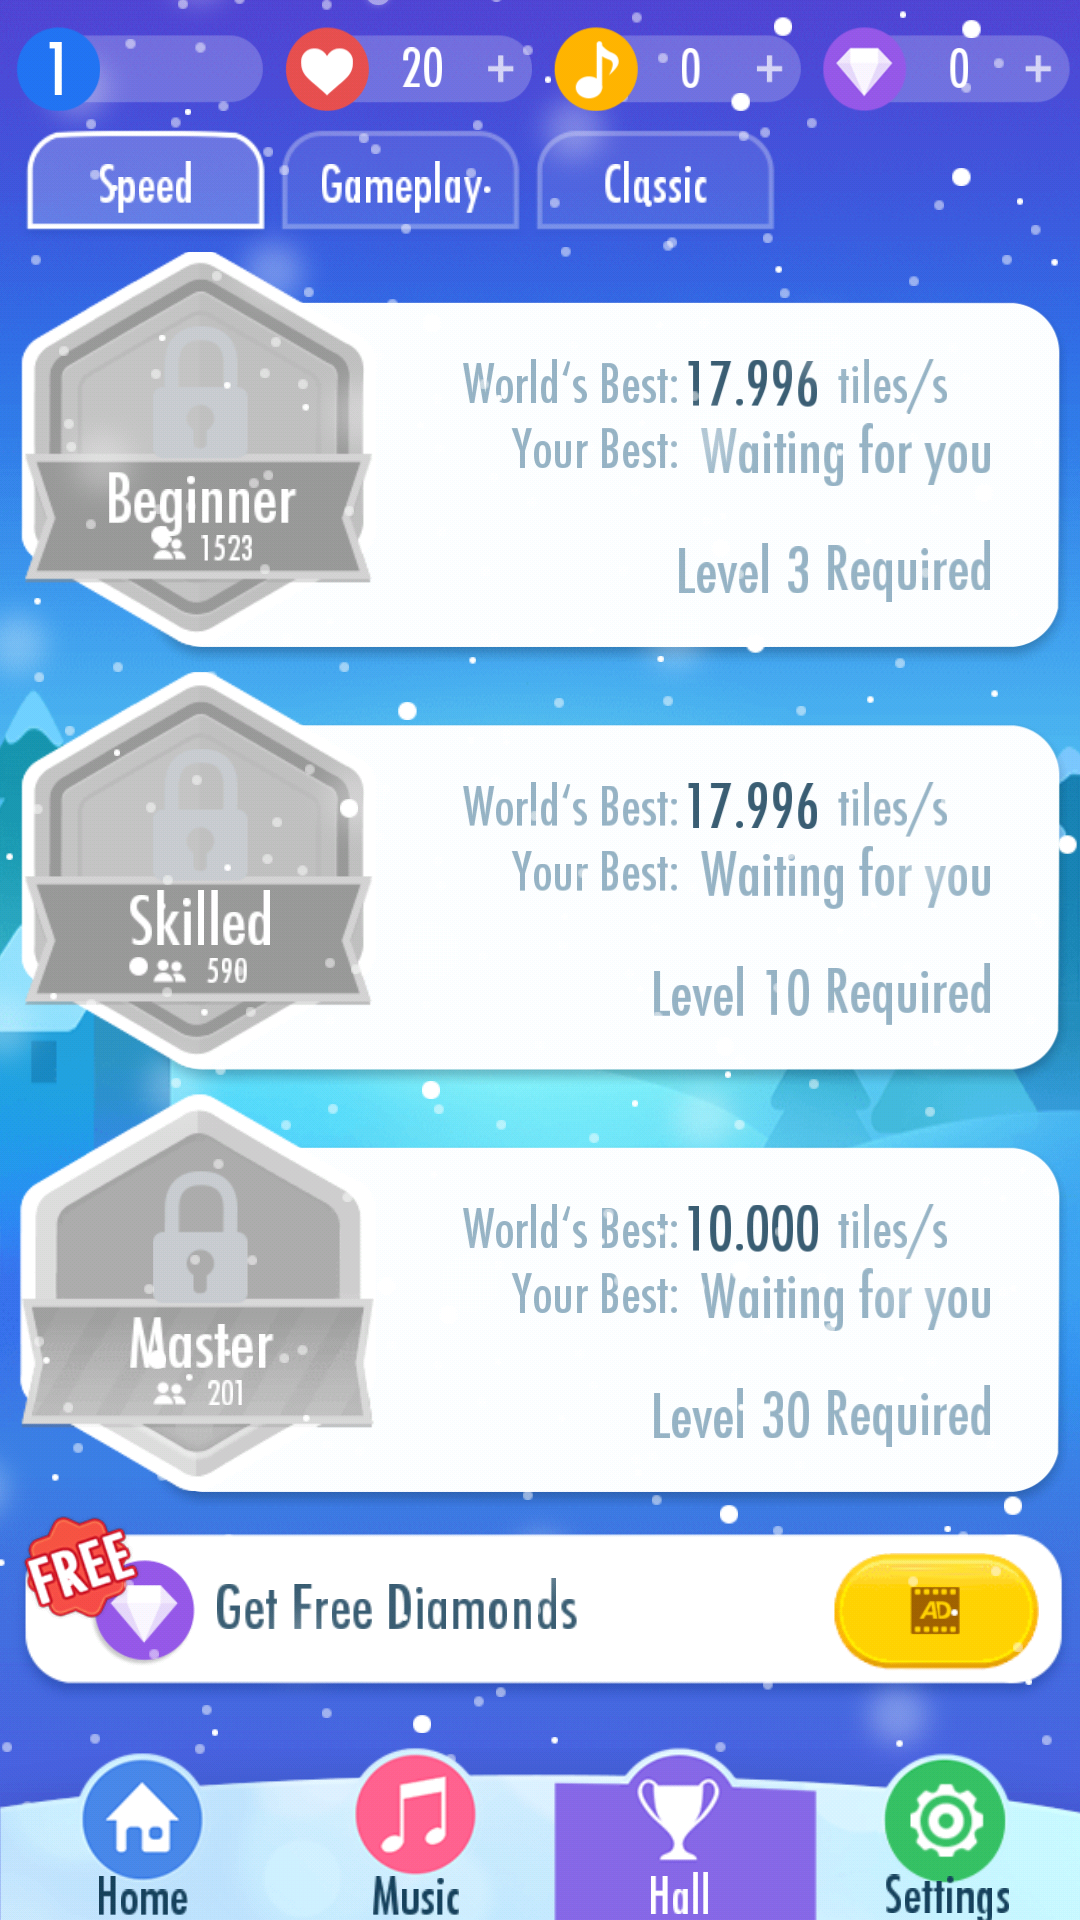 1 20 + 0 + 0 +
Speed Gameplay Classic
World‘s Best: 17.996 tiles/s
Your Best: Waiting for you
Beginner
1523
Level 3 Required
World‘s Best: 17.996 tiles/s
Your Best: Waiting for you
Skilled
590
Level 10 Required
World‘s Best: 10.000 tiles/s
Your Best: Waiting for you
Master
201
Level 30 Required
FREE
Get Free Diamonds
AD
Home Music Hall Settings